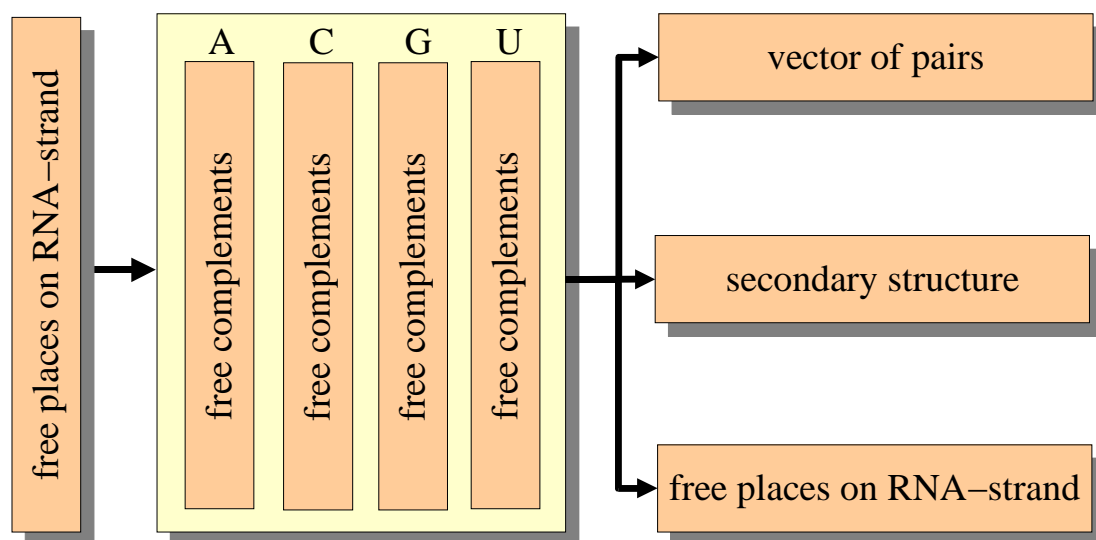 free places on RNA−strand
A
C
G
U
free complements
free complements
free complements
free complements
vector of pairs
secondary structure
free places on RNA−strand